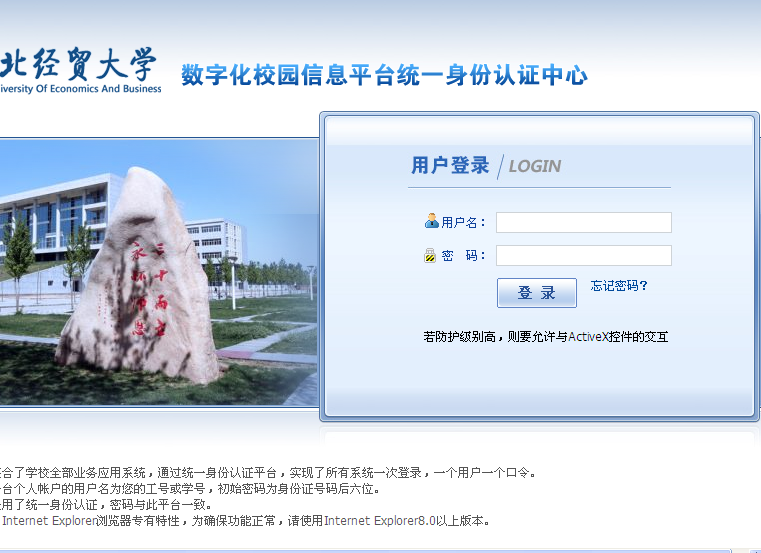 北经贸大学
iversity Of Economics And Business
数字化校园信息平台统一身份认证中心
用户登录 LOGIN
用户名：
密 码：
登 录 忘记密码?
若防护级别高，则要允许与ActiveX控件的交互
三十而立
永怀师恩
合了学校全部业务应用系统，通过统一身份认证平台，实现了所有系统一次登录，一个用户一个口令。
台个人帐户的用户名为您的工号或学号，初始密码为身份证号码后六位。
用了统一身份认证，密码与此平台一致。
Internet Explorer浏览器专有特性，为确保功能正常，请使用Internet Explorer8.0以上版本。